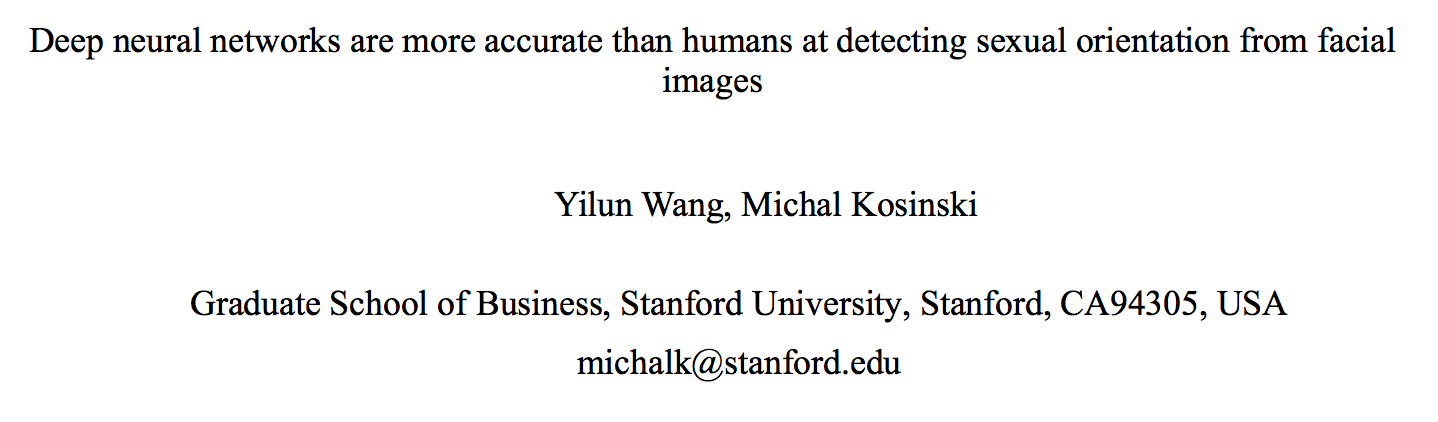 Deep neural networks are more accurate than humans at detecting sexual orientation from facial
images
Yilun Wang, Michal Kosinski
Graduate School of Business, Stanford University, Stanford, CA94305, USA
michalk@stanford.edu